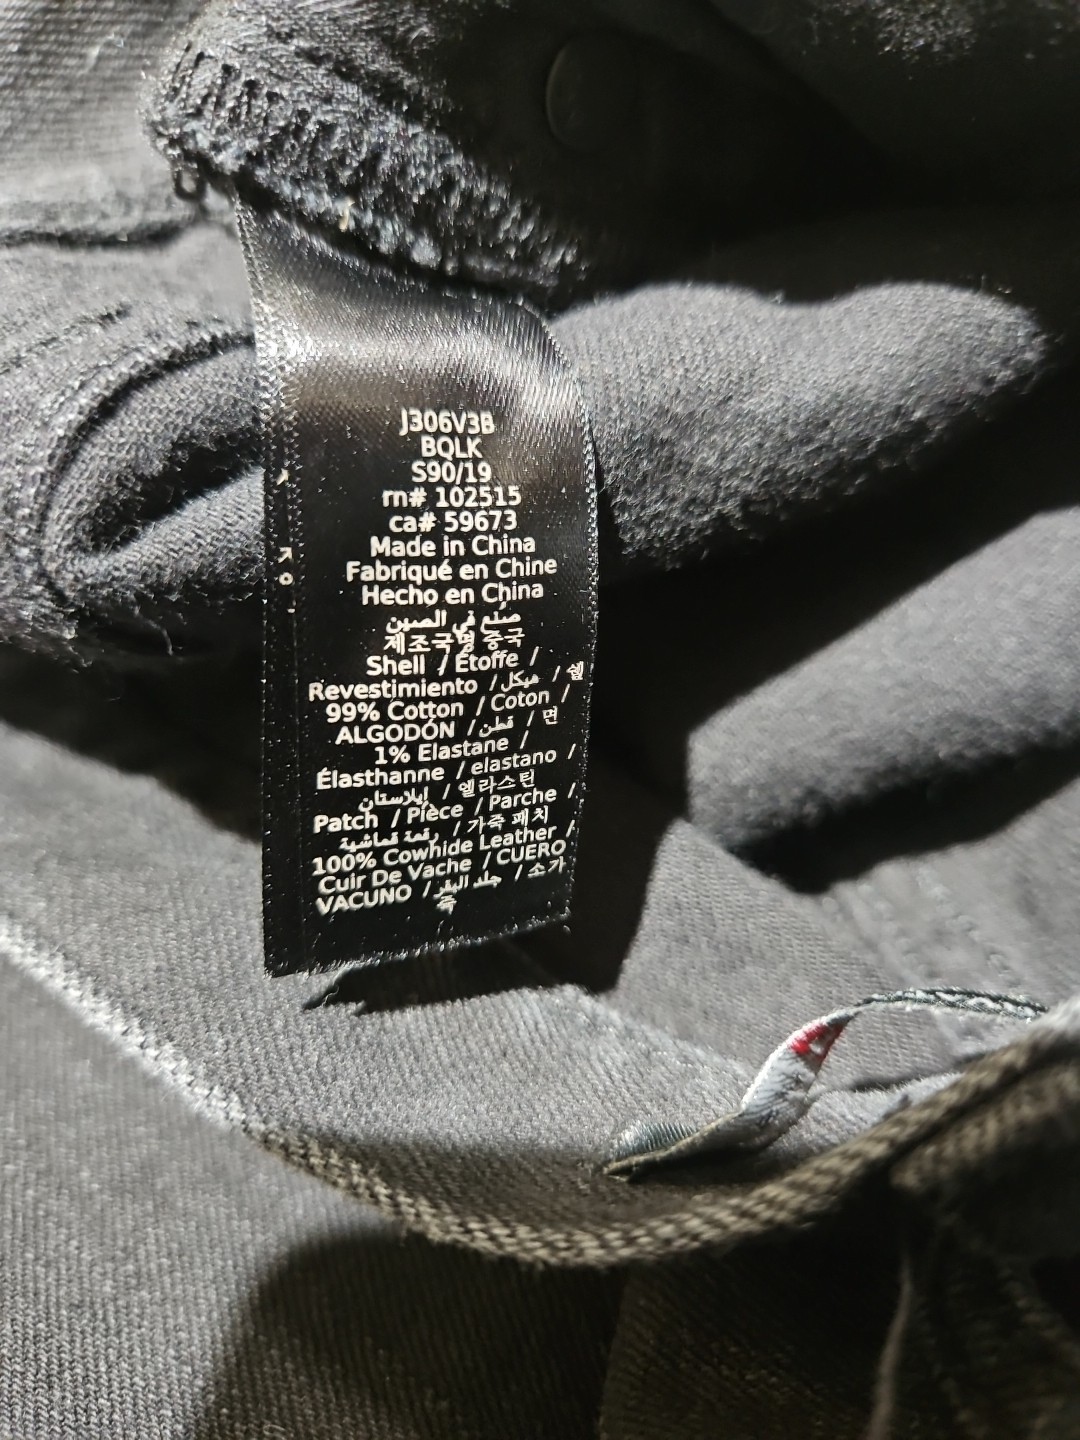 J306V3B
BQLK
S90/19
rn# 102515
ca# 59673
Made in China
Fabriqué en Chine
Hecho en China
صنع في الصين
제조국명 중국
Shell / Étoffe /
Revestimiento / هيكل / 쉘
99% Cotton / Coton /
ALGODÓN / قطن / 면
1% Elastane /
Élasthanne / elastano /
إيلاستان / 엘라스틴
Patch / Pièce / Parche /
رقعة قماشية / 가죽 패치
100% Cowhide Leather /
Cuir De Vache / CUERO
VACUNO / جلد البقر / 소가
죽